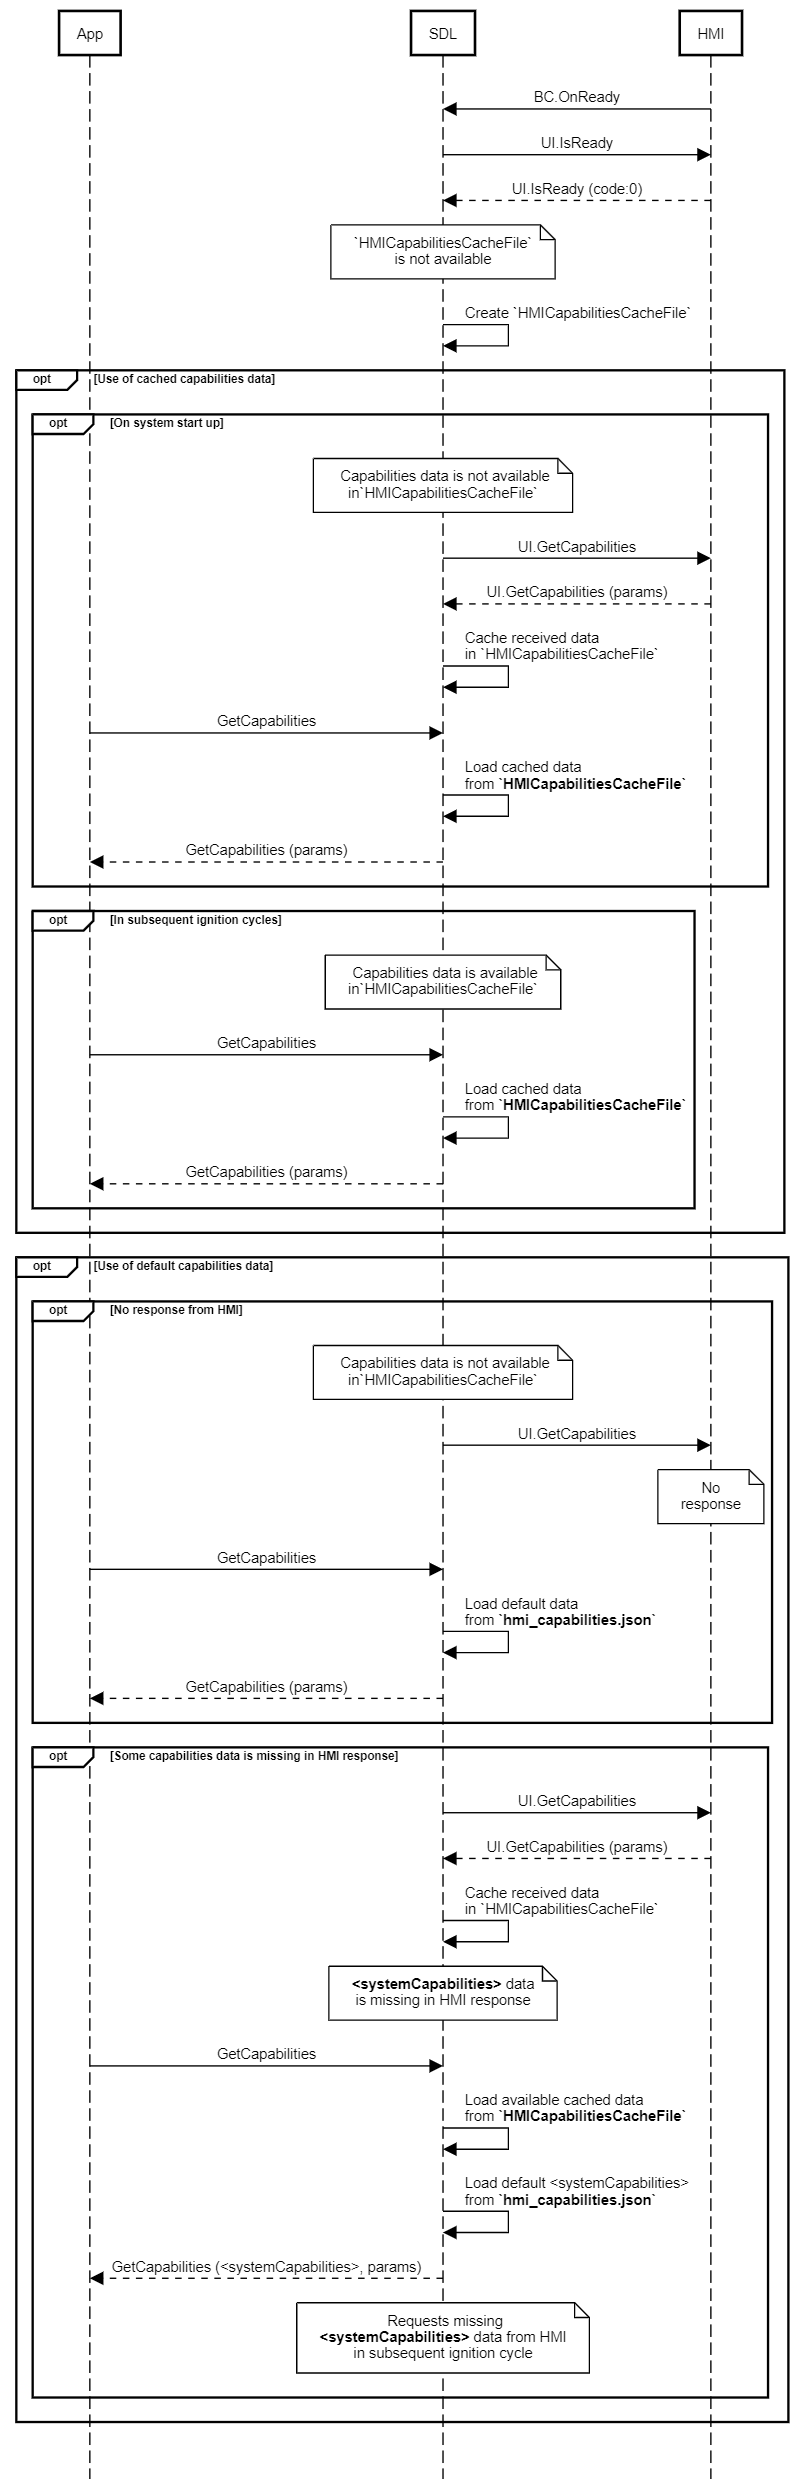 App
SDL
HMI
BC.OnReady
UI.IsReady
UI.IsReady (code:0)
`HMICapabilitiesCacheFile`
is not available
Create `HMICapabilitiesCacheFile`
opt
[Use of cached capabilities data]
opt
[On system start up]
Capabilities data is not available
in`HMICapabilitiesCacheFile`
UI.GetCapabilities
UI.GetCapabilities (params)
Cache received data
in `HMICapabilitiesCacheFile`
GetCapabilities
Load cached data
from `HMICapabilitiesCacheFile`
GetCapabilities (params)
opt
[In subsequent ignition cycles]
Capabilities data is available
in`HMICapabilitiesCacheFile`
GetCapabilities
Load cached data
from `HMICapabilitiesCacheFile`
GetCapabilities (params)
opt
[Use of default capabilities data]
opt
[No response from HMI]
Capabilities data is not available
in`HMICapabilitiesCacheFile`
UI.GetCapabilities
No
response
GetCapabilities
Load default data
from `hmi_capabilities.json`
GetCapabilities (params)
opt
[Some capabilities data is missing in HMI response]
UI.GetCapabilities
UI.GetCapabilities (params)
Cache received data
in `HMICapabilitiesCacheFile`
<systemCapabilities> data
is missing in HMI response
GetCapabilities
Load available cached data
from `HMICapabilitiesCacheFile`
Load default <systemCapabilities>
from `hmi_capabilities.json`
GetCapabilities (<systemCapabilities>, params)
Requests missing
<systemCapabilities> data from HMI
in subsequent ignition cycle